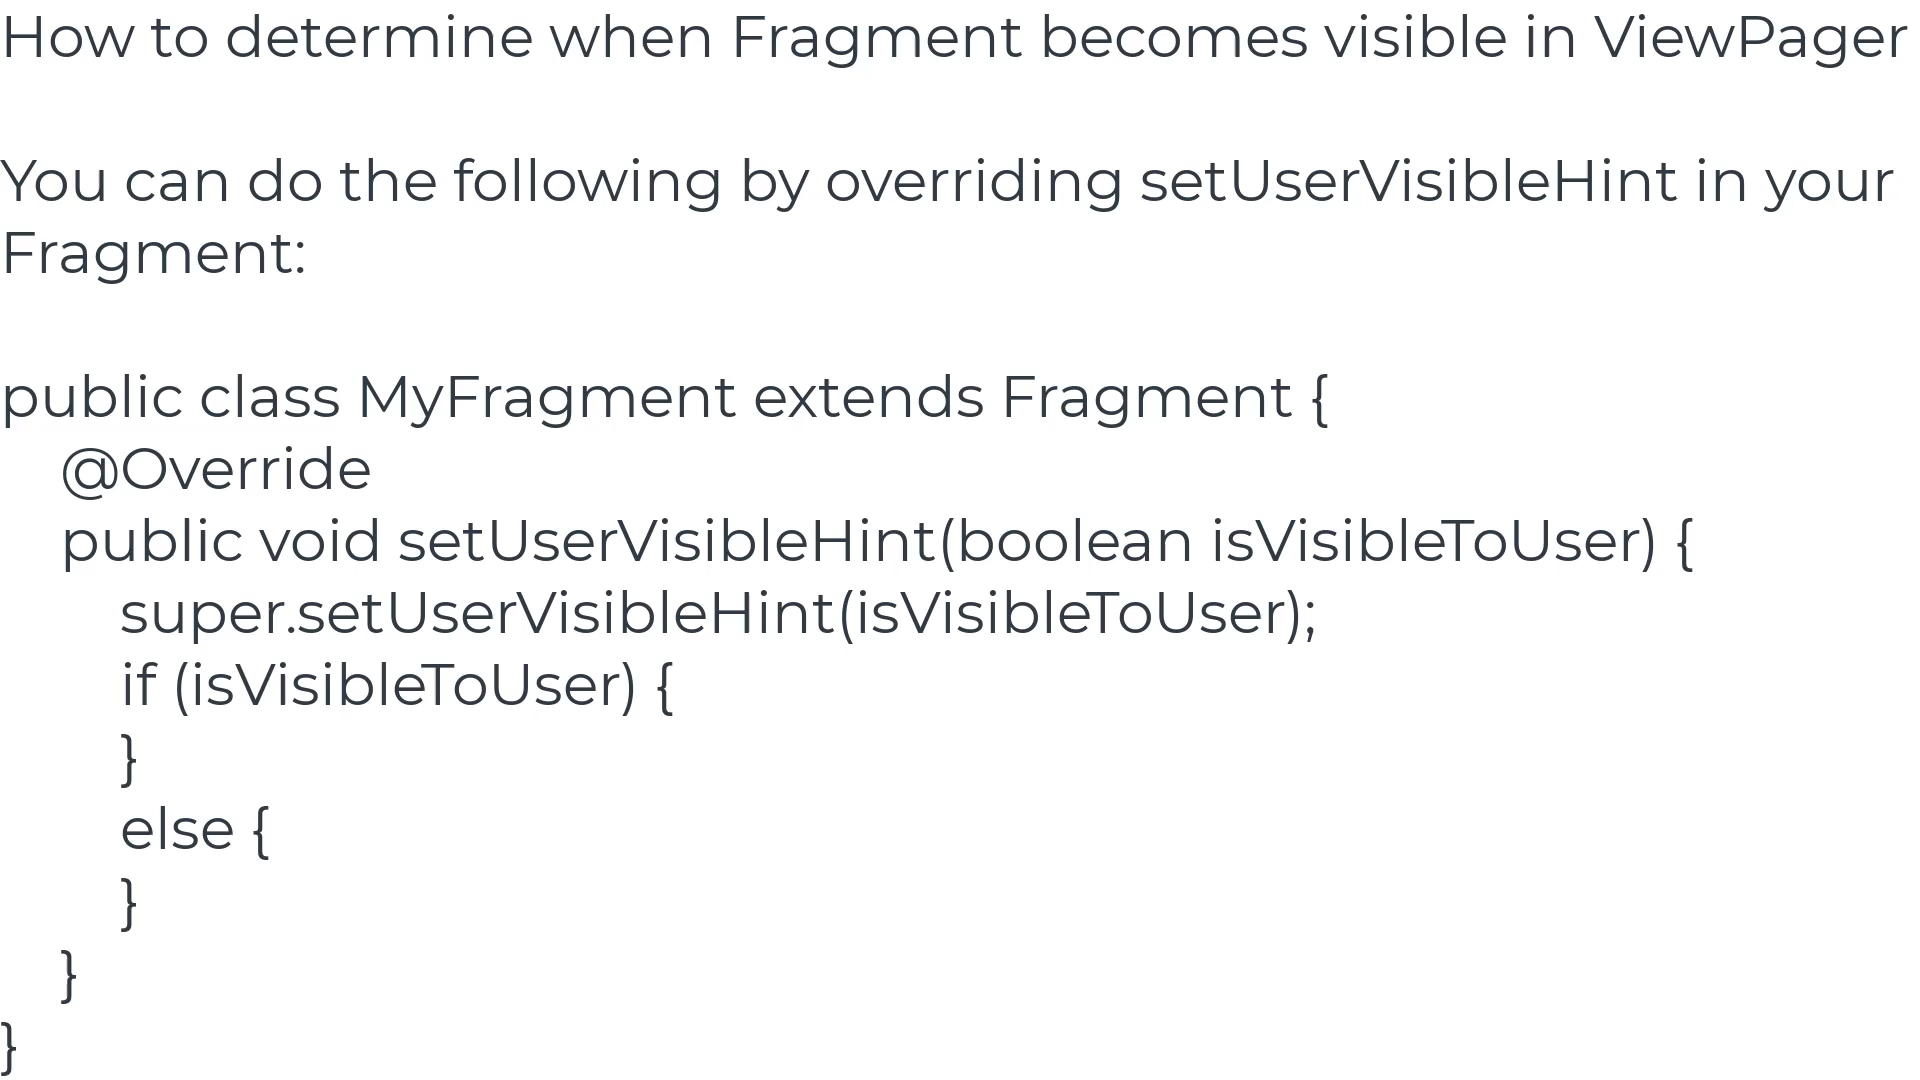 How to determine when Fragment becomes visible in ViewPager
You can do the following by overriding setUserVisibleHint in your
Fragment:
public class MyFragment extends Fragment {
    @Override
    public void setUserVisibleHint(boolean isVisibleToUser) {
        super.setUserVisibleHint(isVisibleToUser);
        if (isVisibleToUser) {
        }
        else {
        }
    }
}